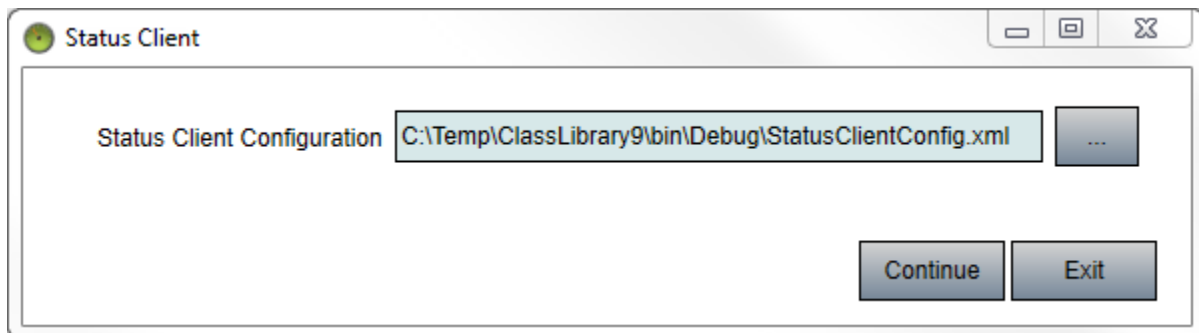 Status Client
Status Client Configuration C:\Temp\ClassLibrary9\bin\Debug\StatusClientConfig.xml ...
Continue Exit